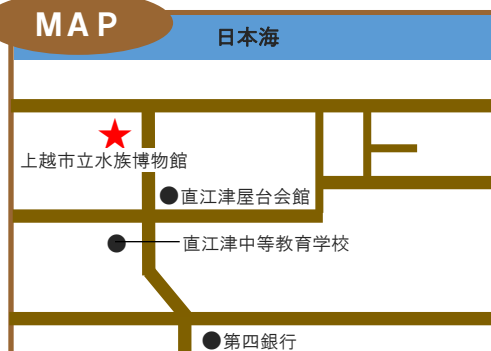 MAP
日本海
上越市立水族博物館
直江津屋台会館
直江津中等教育学校
第四銀行